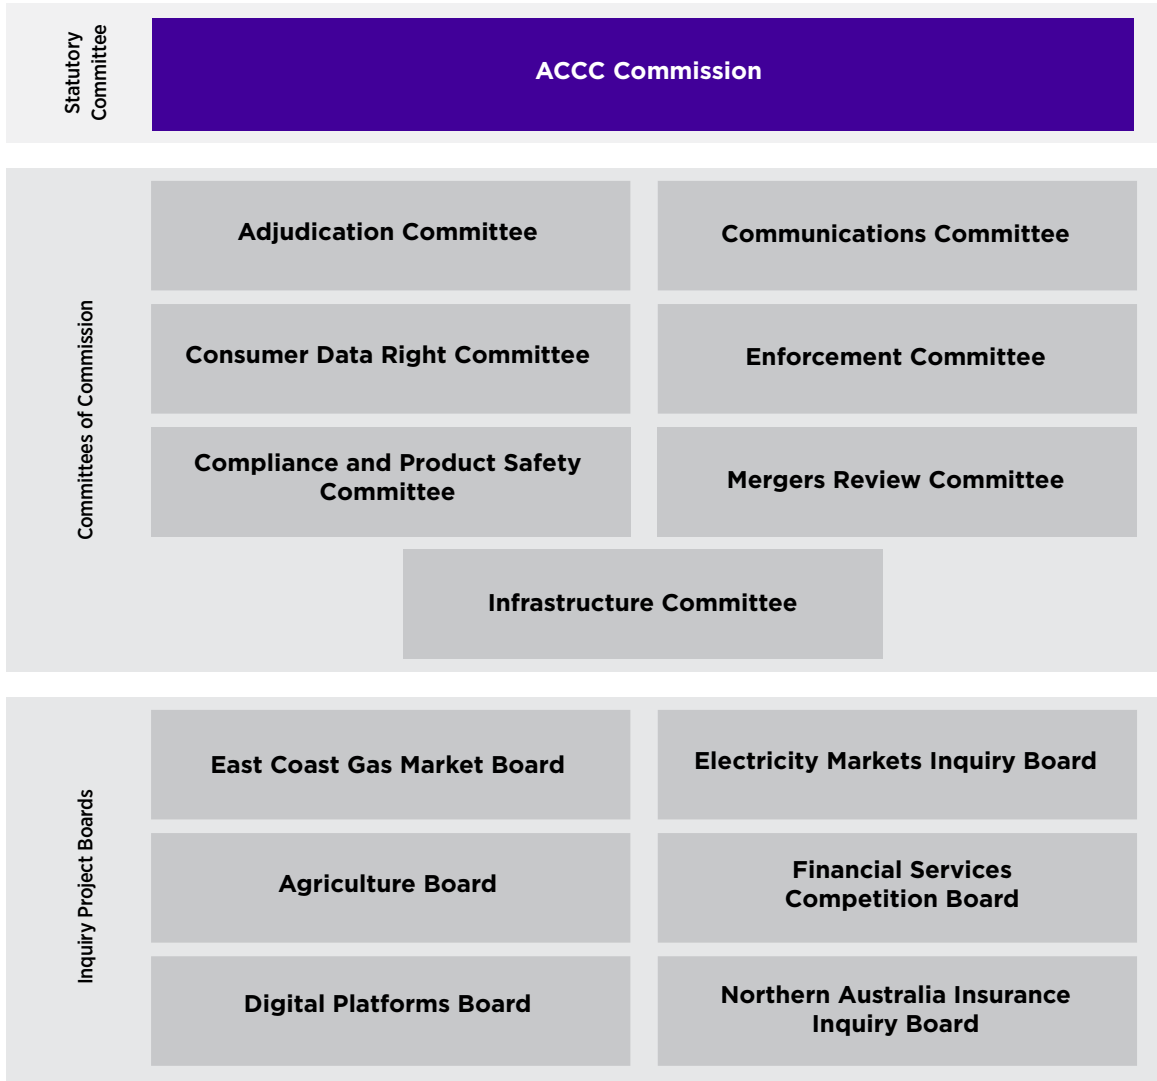 Statutory
Committee
ACCC Commission
Committees of Commission
Adjudication Committee
Communications Committee
Consumer Data Right Committee
Enforcement Committee
Compliance and Product Safety
Committee
Mergers Review Committee
Infrastructure Committee
Inquiry Project Boards
East Coast Gas Market Board
Electricity Markets Inquiry Board
Agriculture Board
Financial Services
Competition Board
Digital Platforms Board
Northern Australia Insurance
Inquiry Board